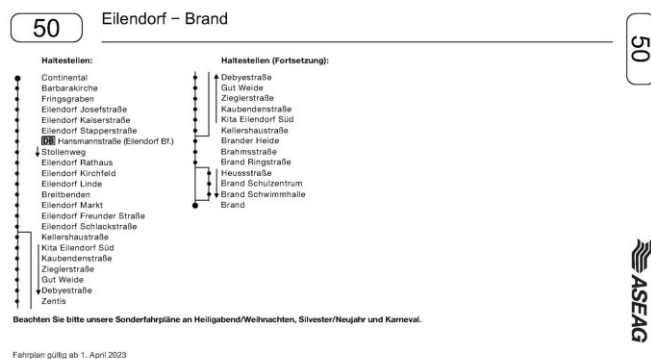 50
Eilendorf – Brand
50
Haltestellen:
Continental
Barbarakirche
Fringsgraben
Eilendorf Josefstraße
Eilendorf Kaiserstraße
Eilendorf Stapperstraße
DB Hansmannstraße (Eilendorf Bf.)
Stollenweg
Eilendorf Rathaus
Eilendorf Kirchfeld
Eilendorf Linde
Breitbenden
Eilendorf Markt
Eilendorf Freunder Straße
Eilendorf Schlackstraße
Kellershaustraße
Kita Eilendorf Süd
Kaubendenstraße
Zieglerstraße
Gut Weide
Debyestraße
Zentis
Haltestellen (Fortsetzung):
Debyestraße
Gut Weide
Zieglerstraße
Kaubendenstraße
Kita Eilendorf Süd
Kellershaustraße
Brander Heide
Brahmsstraße
Brand Ringstraße
Heussstraße
Brand Schulzentrum
Brand Schwimmhalle
Brand
ASEAG
Beachten Sie bitte unsere Sonderfahrpläne an Heiligabend/Weihnachten, Silvester/Neujahr und Karneval.
Fahrplan gültig ab 1. April 2023